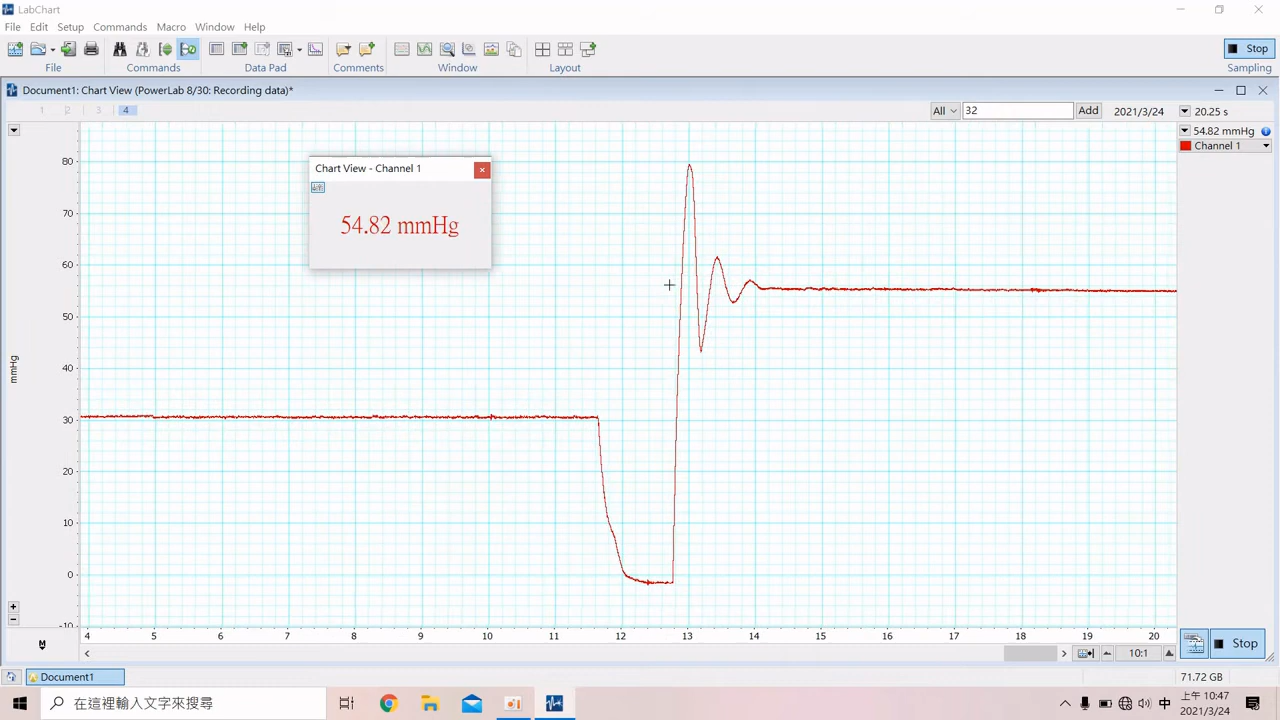 LabChart
File Edit Setup Commands Macro Window Help
Stop
File Commands Data Pad Comments Window Layout Sampling
Document1: Chart View (PowerLab 8/30: Recording data)*
1 2 3 4 All 32 Add 2021/3/24 20.25 s
54.82 mmHg
Channel 1
Chart View - Channel 1
54.82 mmHg
80
70
60
50
40
30
20
10
0
-10
mmHg
4 5 6 7 8 9 10 11 12 13 14 15 16 17 18 19 20
10:1 Stop
Document1 71.72 GB
在這裡輸入文字來搜尋
中 上午 10:47
2021/3/24